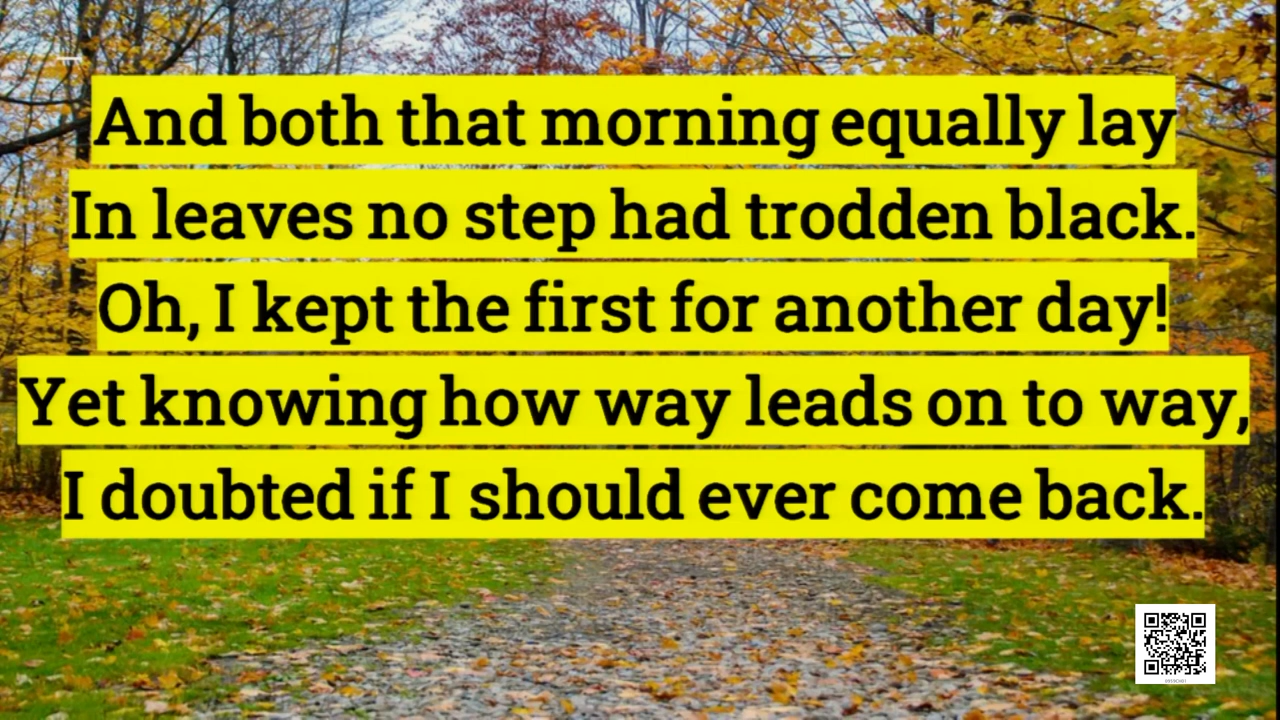 And both that morning equally lay
In leaves no step had trodden black.
Oh, I kept the first for another day!
Yet knowing how way leads on to way,
I doubted if I should ever come back.